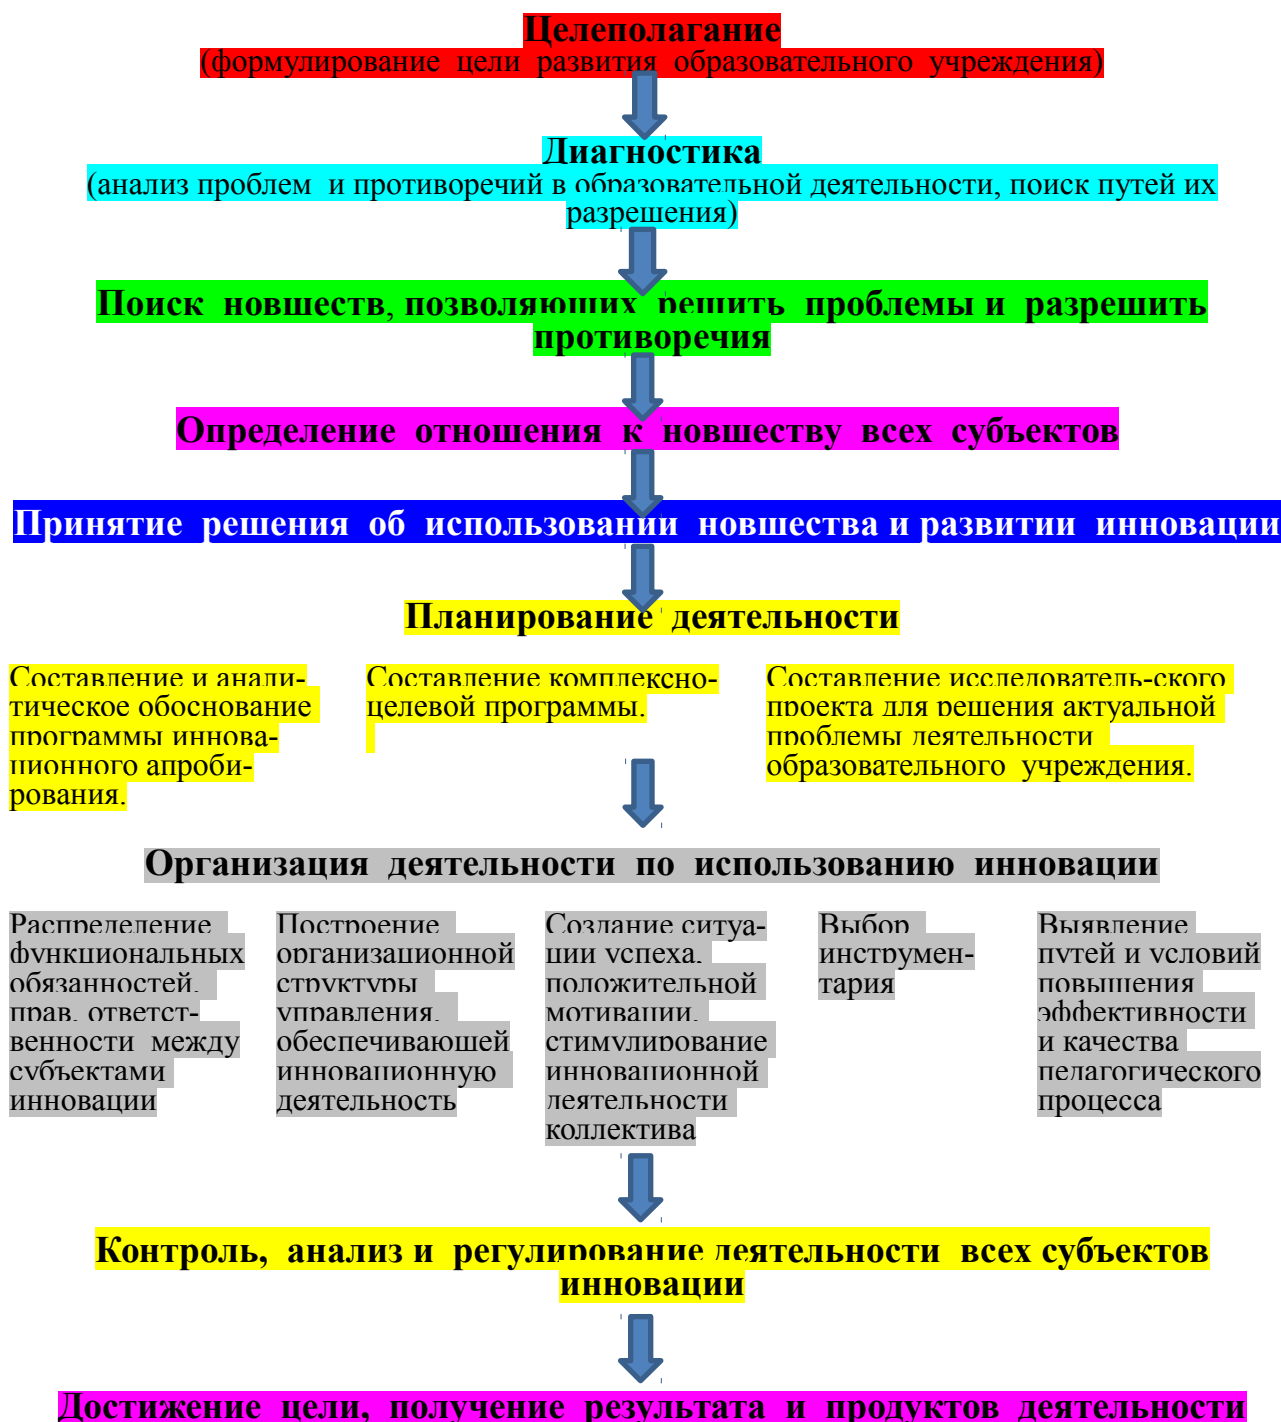 Целеполагание
(формулирование цели развития образовательного учреждения)
Диагностика
(анализ проблем и противоречий в образовательной деятельности, поиск путей их
разрешения)
Поиск новшеств, позволяющих решить проблемы и разрешить
противоречия
Определение отношения к новшеству всех субъектов
Принятие решения об использовании новшества и развитии инновации
Планирование деятельности
Составление и анали-
тическое обоснование
программы иннова-
ционного апроби-
рования.
Составление комплексно-
целевой программы.
Составление исследователь-ского
проекта для решения актуальной
проблемы деятельности
образовательного учреждения.
Организация деятельности по использованию инновации
Распределение
функциональных
обязанностей,
прав, ответст-
венности между
субъектами
инновации
Построение
организационной
структуры
управления,
обеспечивающей
инновационную
деятельность
Создание ситуа-
ции успеха,
положительной
мотивации,
стимулирование
инновационной
деятельности
коллектива
Выбор
инструмен-
тария
Выявление
путей и условий
повышения
эффективности
и качества
педагогического
процесса
Контроль, анализ и регулирование деятельности всех субъектов
инновации
Достижение цели, получение результата и продуктов деятельности